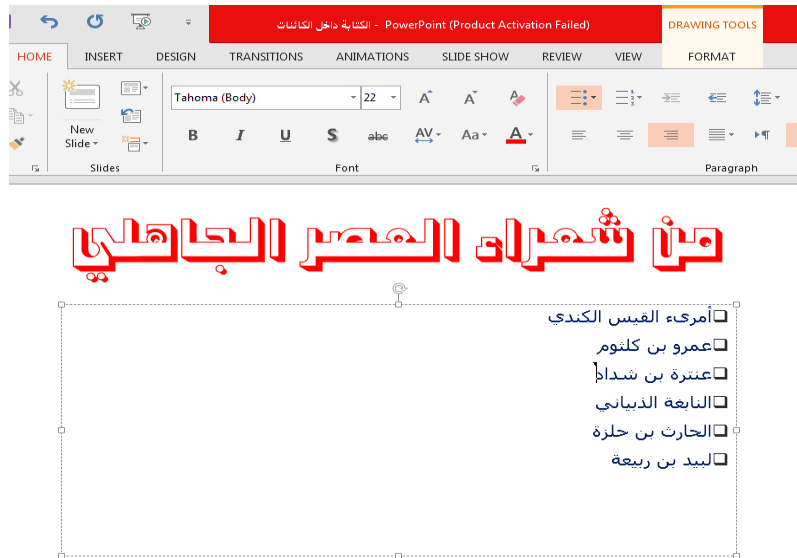 الكتابة داخل الكائنات - PowerPoint (Product Activation Failed)
DRAWING TOOLS
HOME INSERT DESIGN TRANSITIONS ANIMATIONS SLIDE SHOW REVIEW VIEW FORMAT
Tahoma (Body) 22 A A
New
Slide
B I U S abc AV Aa A
Slides Font Paragraph
من شعراء العصر الجاهلي
أمرىء القيس الكندي
عمرو بن كلثوم
عنترة بن شداد
النابغة الذبياني
الحارث بن حلزة
لبيد بن ربيعة